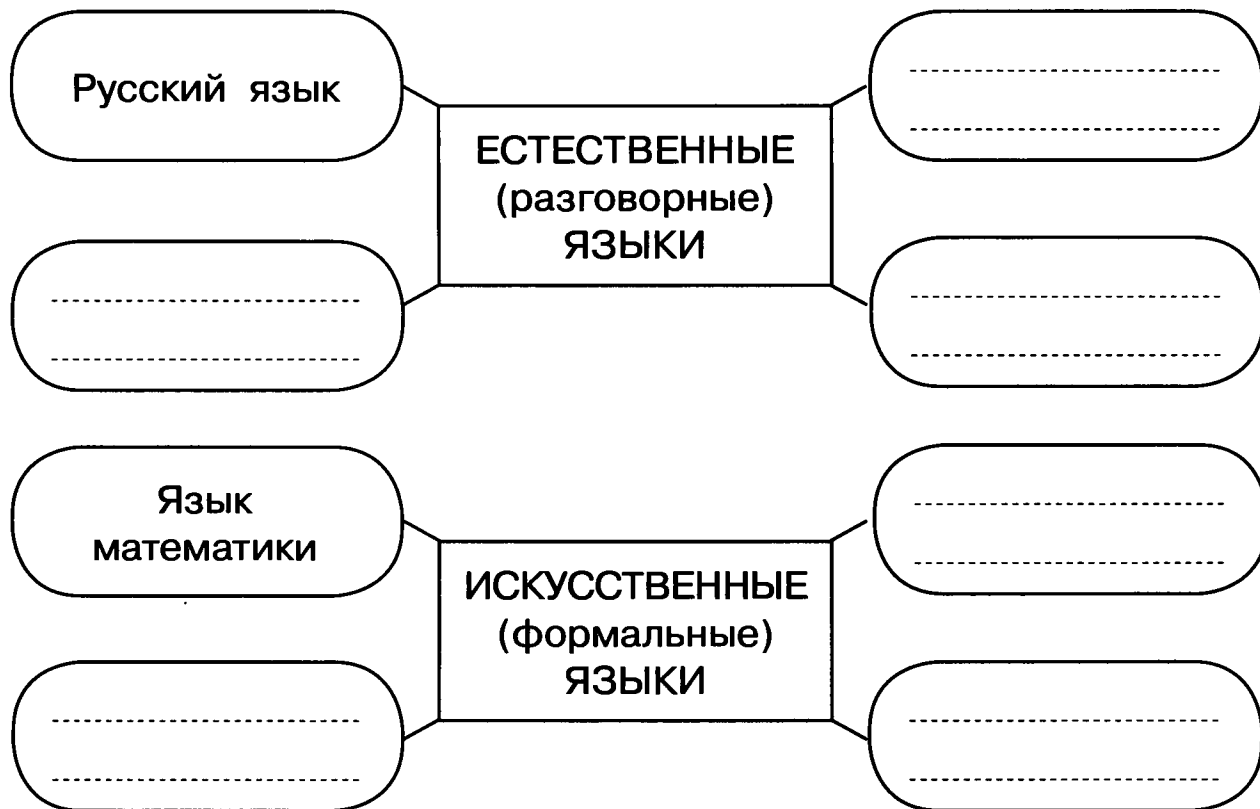 Русский язык
ЕСТЕСТВЕННЫЕ
(разговорные)
ЯЗЫКИ
Язык
математики
ИСКУССТВЕННЫЕ
(формальные)
ЯЗЫКИ